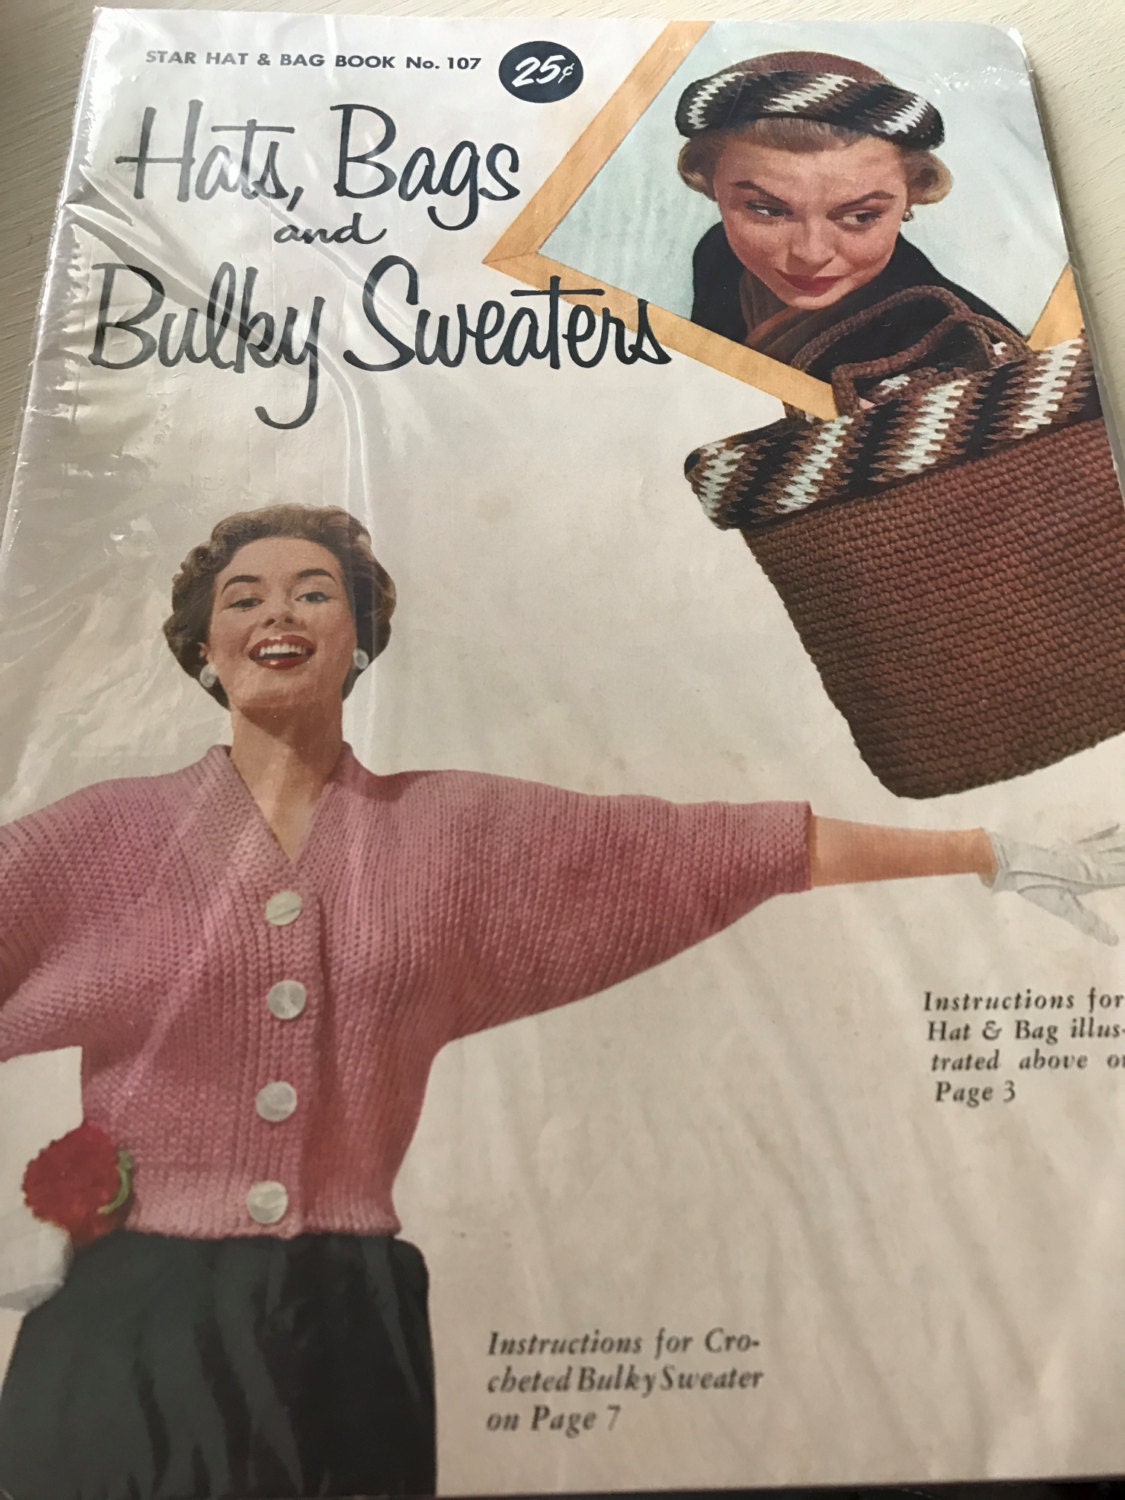 STAR HAT & BAG BOOK No. 107
25¢
Hats, Bags
and
Bulky Sweaters
Instructions for
Hat & Bag illus-
trated above
Page 3
Instructions for Cro-
cheted Bulky Sweater
on Page 7